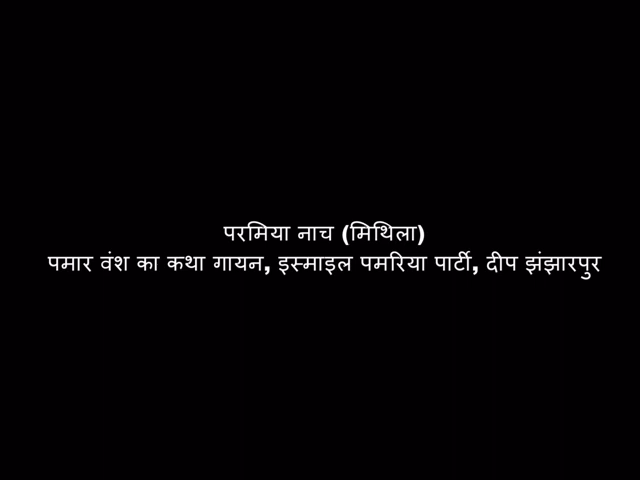 परमिया नाच (मिथिला)
पमार वंश का कथा गायन, इस्माइल पमरिया पार्टी, दीप झंझारपुर